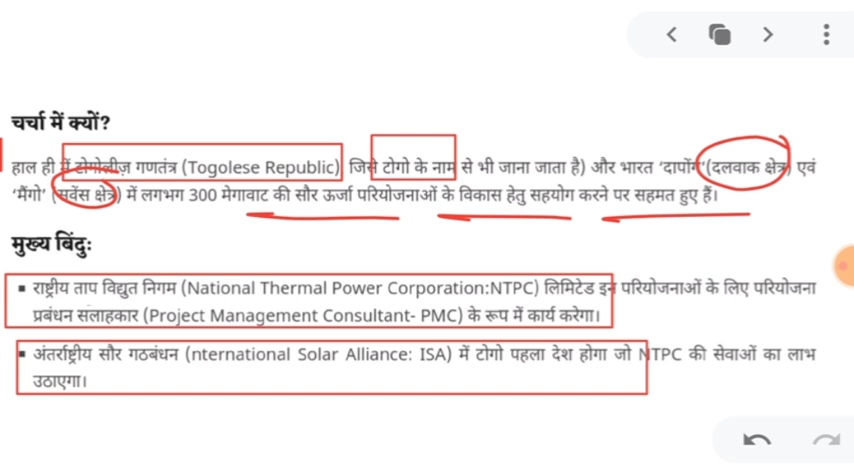 चर्चा में क्यों?
हाल ही में टोगोलीज़ गणतंत्र (Togolese Republic) जिसे टोगो के नाम से भी जाना जाता है) और भारत ‘दापोंग’ (दलवाक क्षेत्र) एवं
‘मैंगो’ (सवेंस क्षेत्र) में लगभग 300 मेगावाट की सौर ऊर्जा परियोजनाओं के विकास हेतु सहयोग करने पर सहमत हुए हैं।
मुख्य बिंदु:
▪ राष्ट्रीय ताप विद्युत निगम (National Thermal Power Corporation:NTPC) लिमिटेड इन परियोजनाओं के लिए परियोजना
प्रबंधन सलाहकार (Project Management Consultant- PMC) के रूप में कार्य करेगा।
▪ अंतर्राष्ट्रीय सौर गठबंधन (nternational Solar Alliance: ISA) में टोगो पहला देश होगा जो NTPC की सेवाओं का लाभ
उठाएगा।